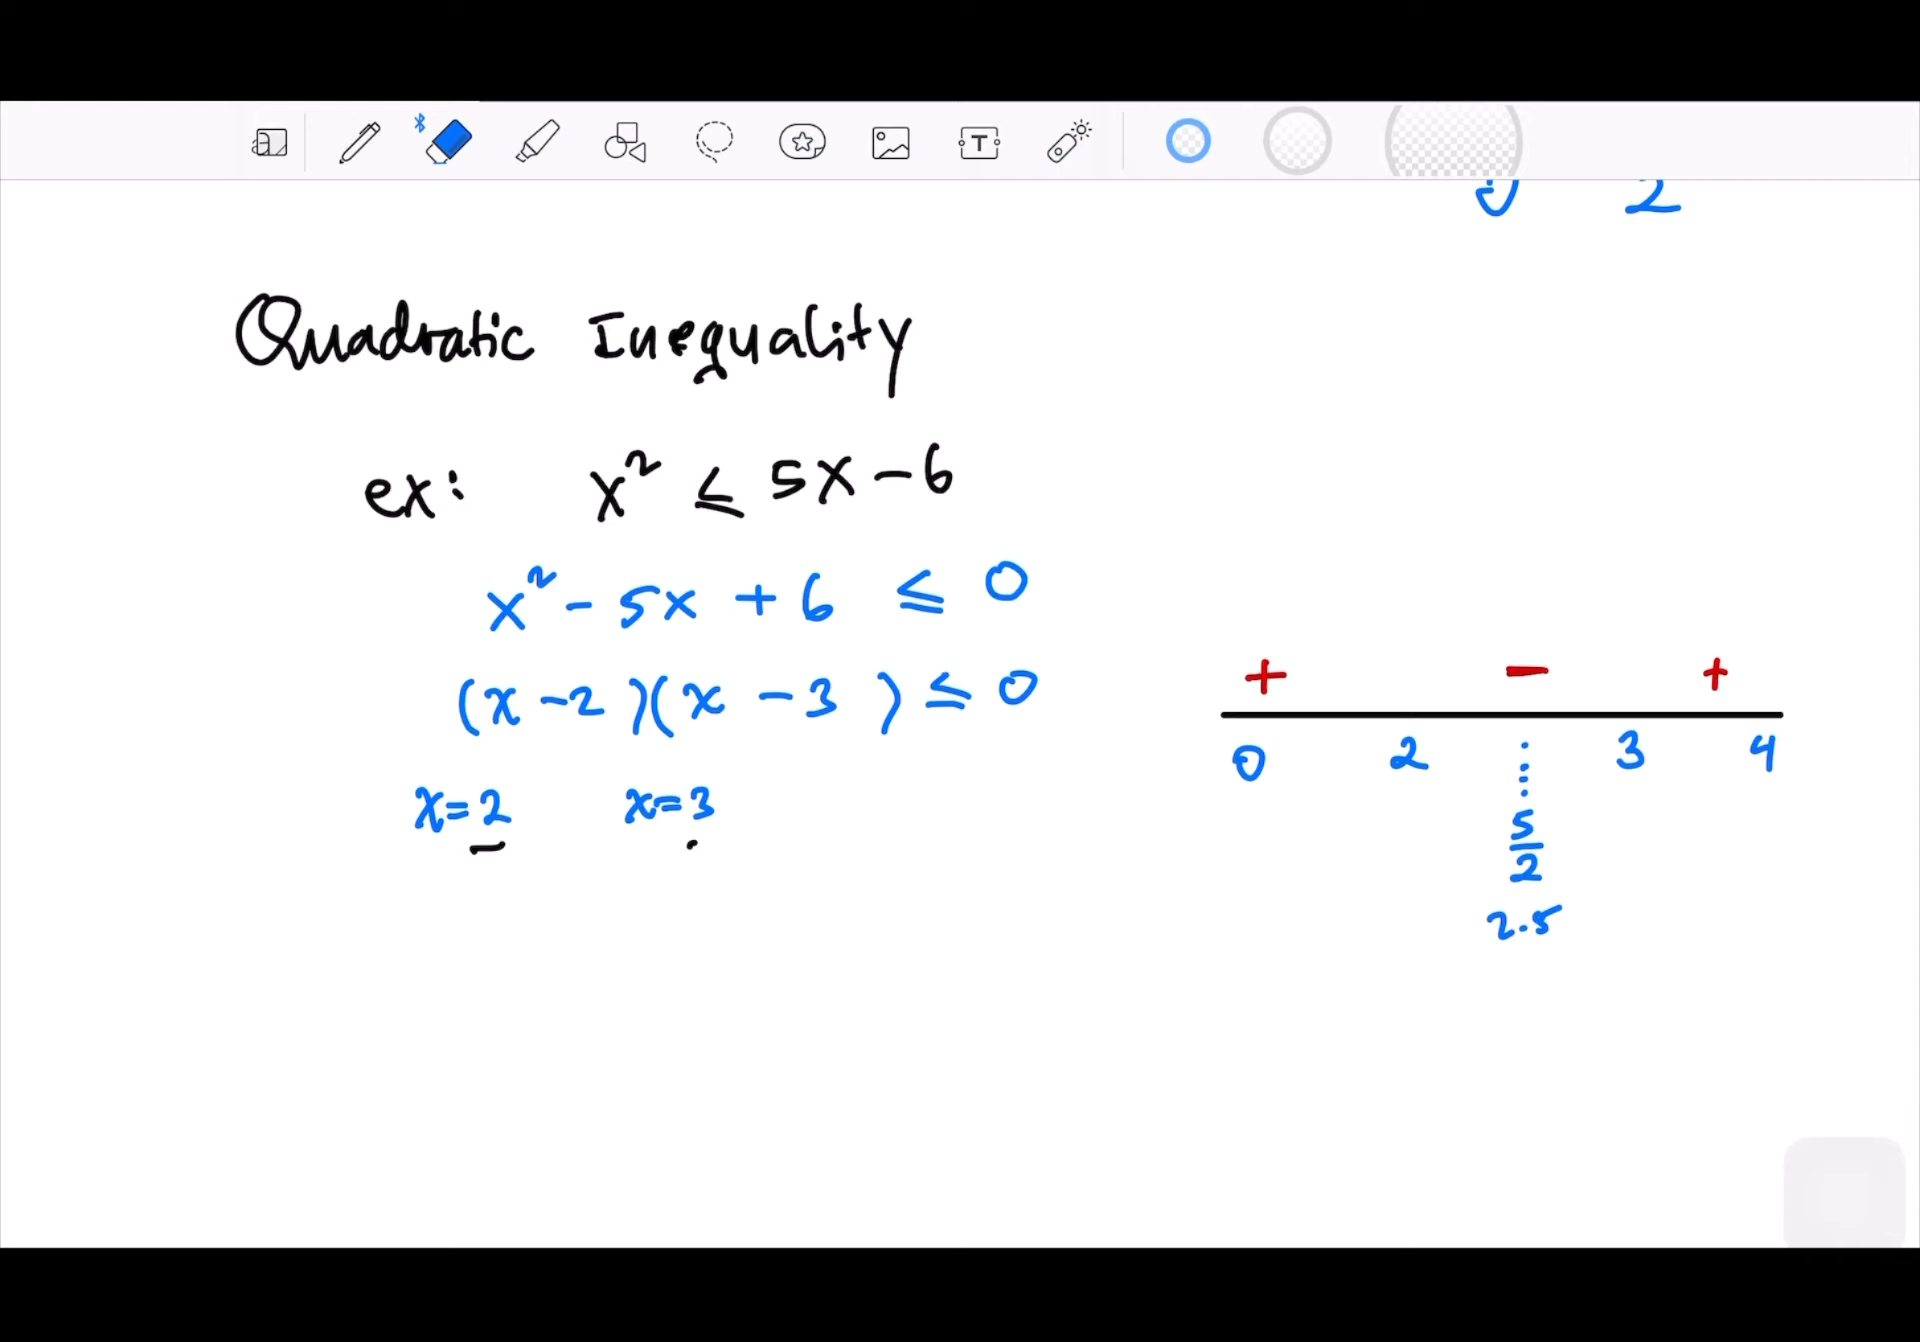 Quadratic Inequality
ex: x² ≤ 5x - 6
x² - 5x + 6 ≤ 0
(x - 2)(x - 3) ≤ 0
x = 2 x = 3
+ - +
0 2 3 4
5
2
2.5